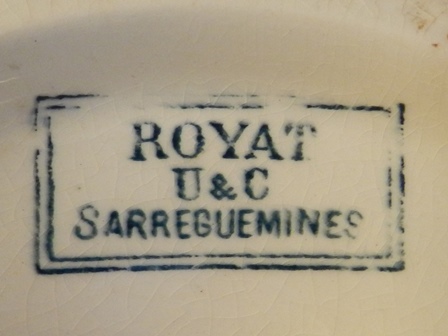 ROYAT
U & C
SARREGUEMINES